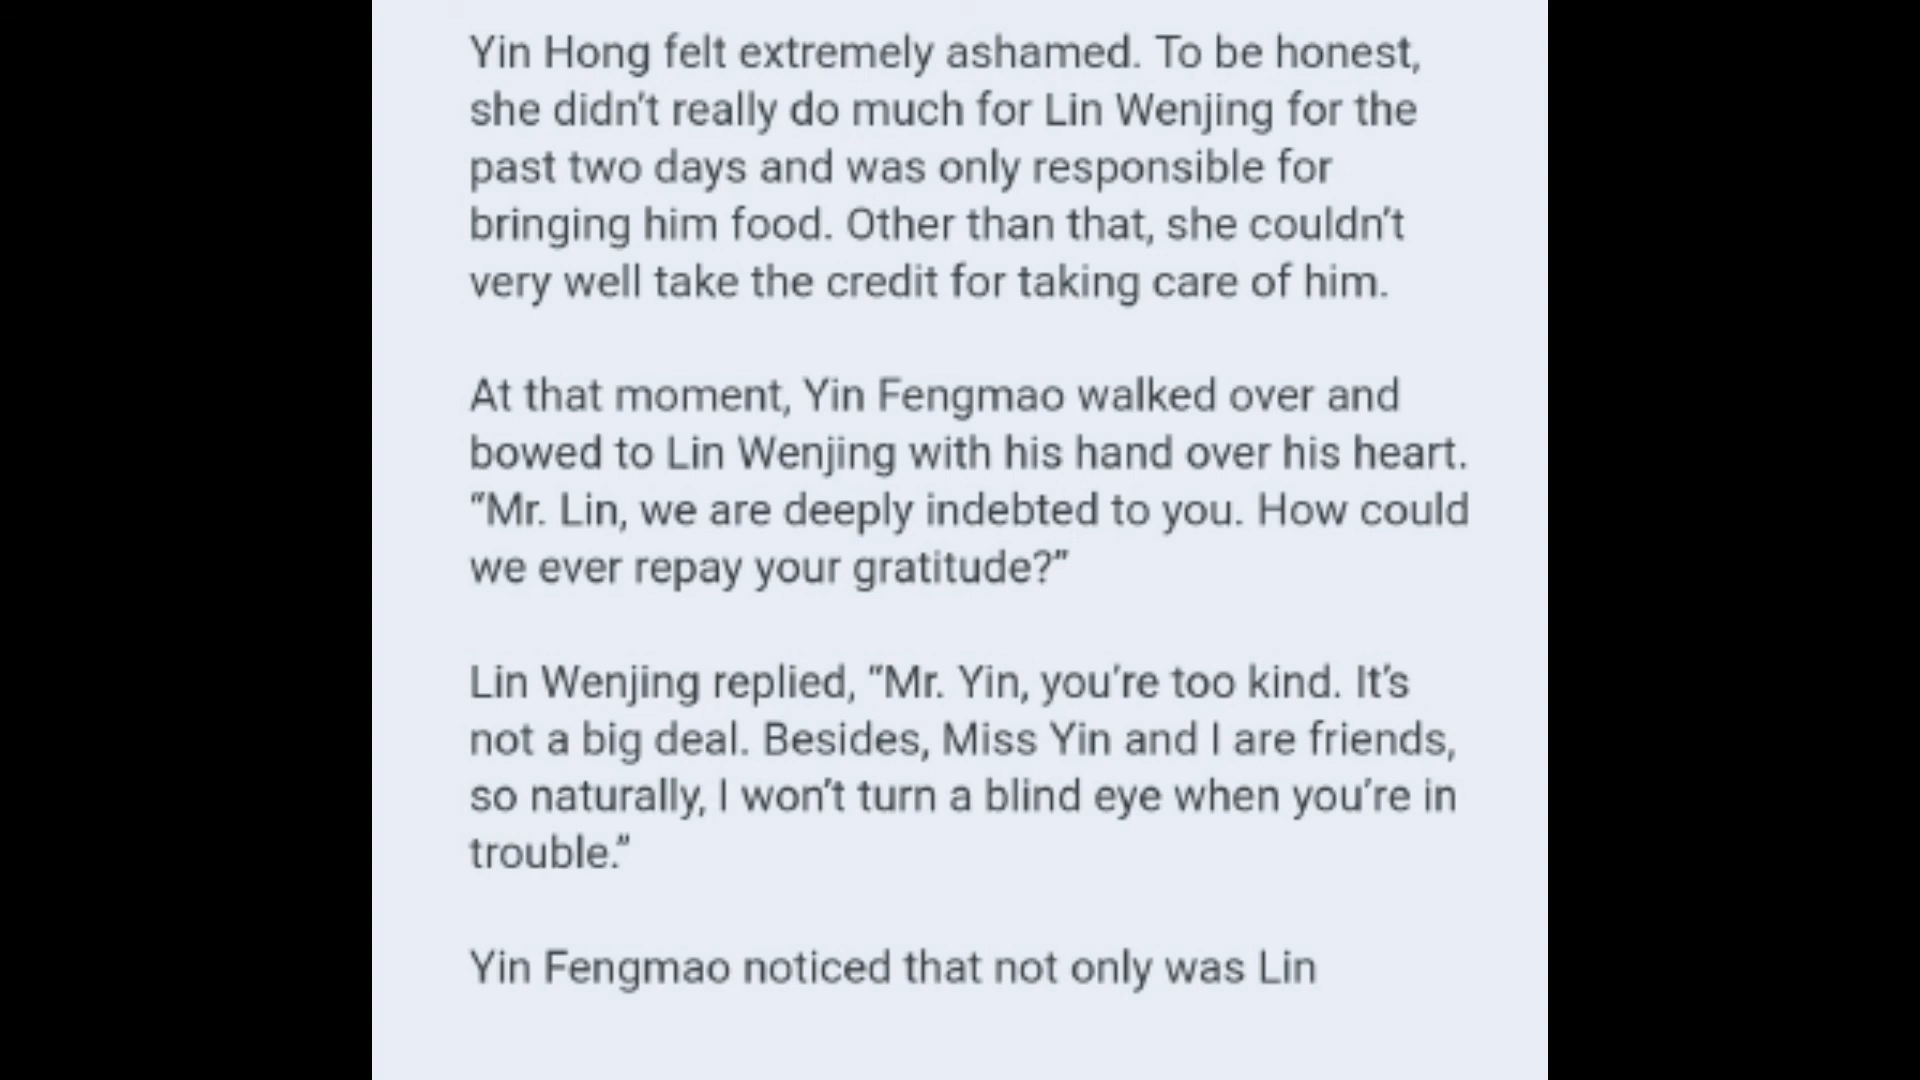 Yin Hong felt extremely ashamed. To be honest,
she didn’t really do much for Lin Wenjing for the
past two days and was only responsible for
bringing him food. Other than that, she couldn’t
very well take the credit for taking care of him.
At that moment, Yin Fengmao walked over and
bowed to Lin Wenjing with his hand over his heart.
“Mr. Lin, we are deeply indebted to you. How could
we ever repay your gratitude?”
Lin Wenjing replied, “Mr. Yin, you’re too kind. It’s
not a big deal. Besides, Miss Yin and I are friends,
so naturally, I won’t turn a blind eye when you’re in
trouble.”
Yin Fengmao noticed that not only was Lin